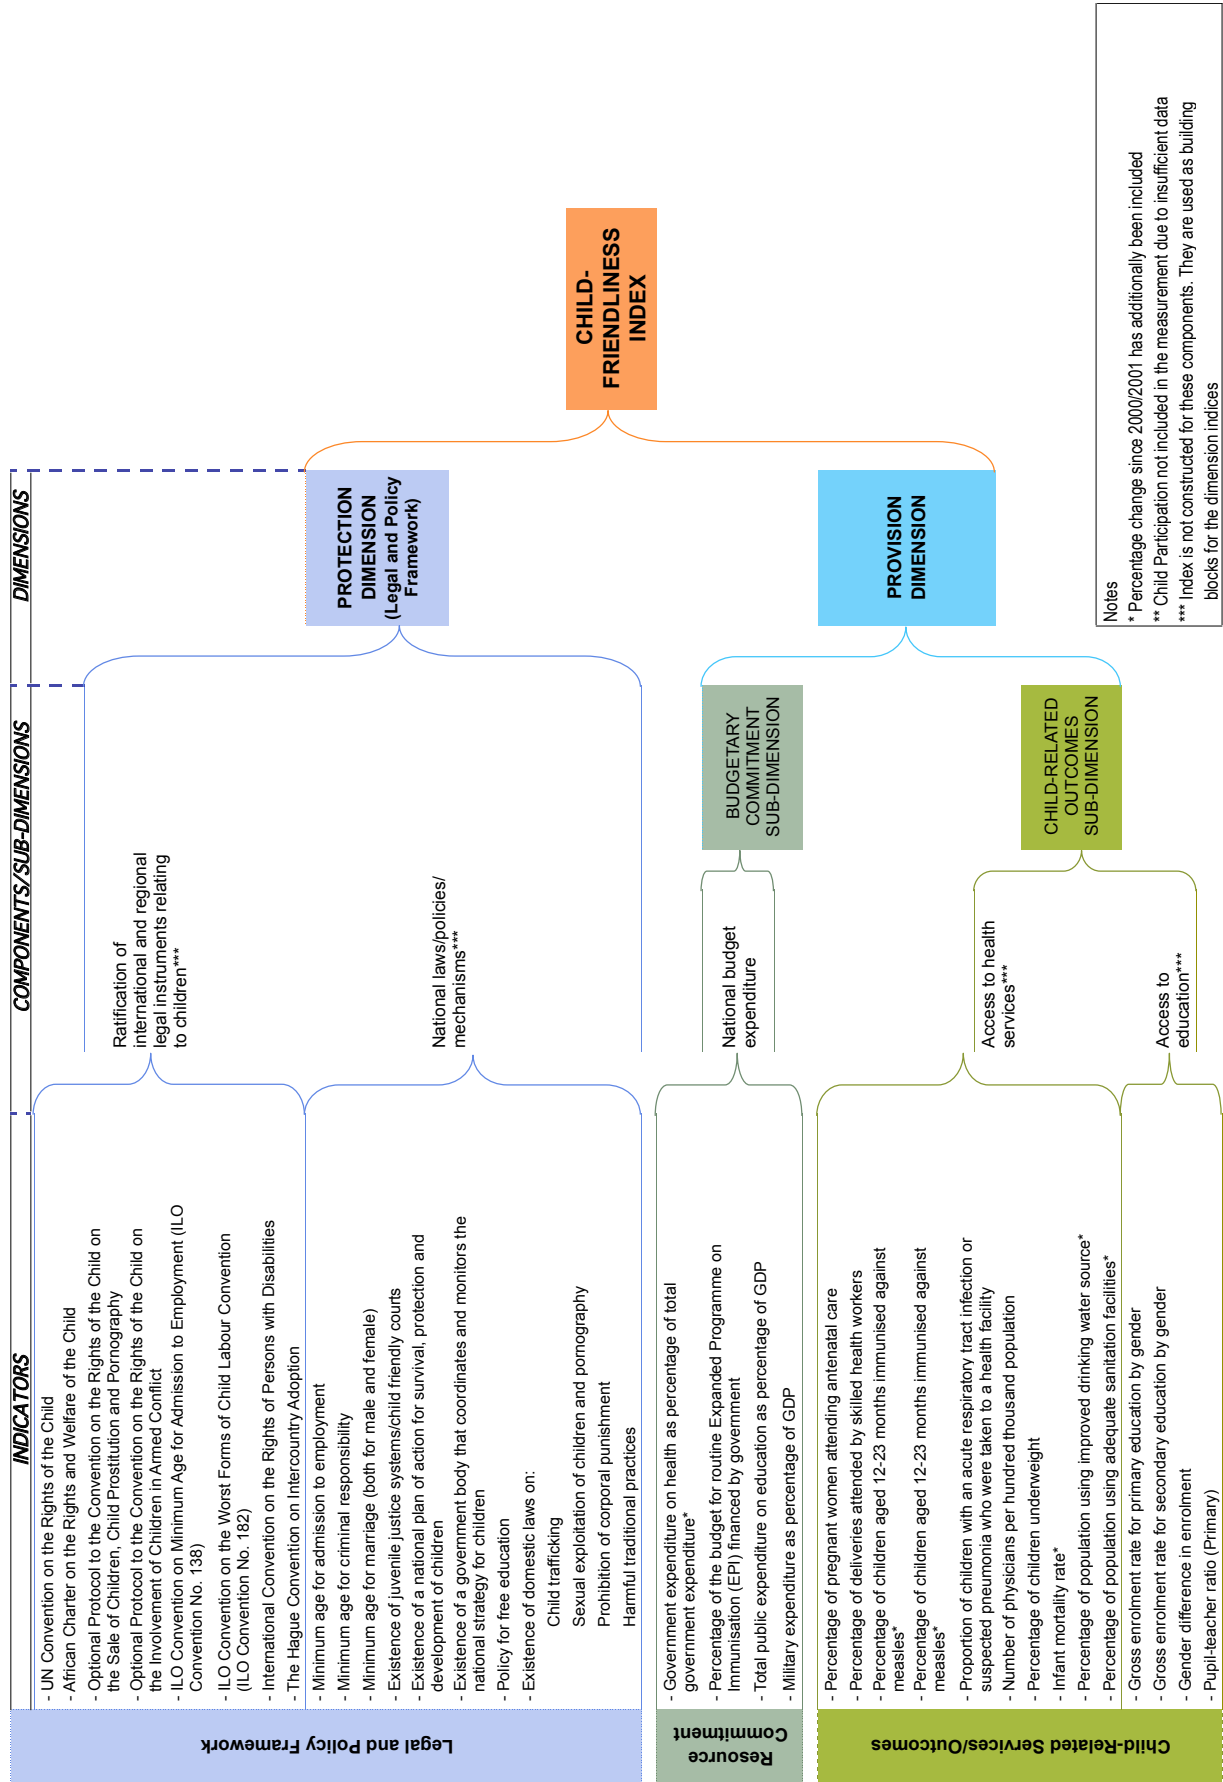 INDICATORS
COMPONENTS/SUB-DIMENSIONS
DIMENSIONS
Legal and Policy Framework
- UN Convention on the Rights of the Child
- African Charter on the Rights and Welfare of the Child
- Optional Protocol to the Convention on the Rights of the Child on
the Sale of Children, Child Prostitution and Pornography
- Optional Protocol to the Convention on the Rights of the Child on
the Involvement of Children in Armed Conflict
- ILO Convention on Minimum Age for Admission to Employment (ILO
Convention No. 138)
- ILO Convention on the Worst Forms of Child Labour Convention
(ILO Convention No. 182)
- International Convention on the Rights of Persons with Disabilities
- The Hague Convention on Intercountry Adoption
- Minimum age for admission to employment
- Minimum age for criminal responsibility
- Minimum age for marriage (both for male and female)
- Existence of juvenile justice systems/child friendly courts
- Existence of a national plan of action for survival, protection and
development of children
- Existence of a government body that coordinates and monitors the
national strategy for children
- Policy for free education
- Existence of domestic laws on:
Child trafficking
Sexual exploitation of children and pornography
Prohibition of corporal punishment
Harmful traditional practices
Ratification of
international and regional
legal instruments relating
to children***
National laws/policies/
mechanisms***
PROTECTION
DIMENSION
(Legal and Policy
Framework)
CHILD-
FRIENDLINESS
INDEX
Resource
Commitment
- Government expenditure on health as percentage of total
government expenditure*
- Percentage of the budget for routine Expanded Programme on
Immunisation (EPI) financed by government
- Total public expenditure on education as percentage of GDP
- Military expenditure as percentage of GDP
National budget
expenditure
BUDGETARY
COMMITMENT
SUB-DIMENSION
PROVISION
DIMENSION
Child-Related Services/Outcomes
- Percentage of pregnant women attending antenatal care
- Percentage of deliveries attended by skilled health workers
- Percentage of children aged 12-23 months immunised against
measles*
- Percentage of children aged 12-23 months immunised against
measles*
- Proportion of children with an acute respiratory tract infection or
suspected pneumonia who were taken to a health facility
- Number of physicians per hundred thousand population
- Percentage of children underweight
- Infant mortality rate*
- Percentage of population using improved drinking water source*
- Percentage of population using adequate sanitation facilities*
- Gross enrolment rate for primary education by gender
- Gross enrolment rate for secondary education by gender
- Gender difference in enrolment
- Pupil-teacher ratio (Primary)
Access to health
services***
Access to
education***
CHILD-RELATED
OUTCOMES
SUB-DIMENSION
Notes
* Percentage change since 2000/2001 has additionally been included
** Child Participation not included in the measurement due to insufficient data
*** Index is not constructed for these components. They are used as building
blocks for the dimension indices